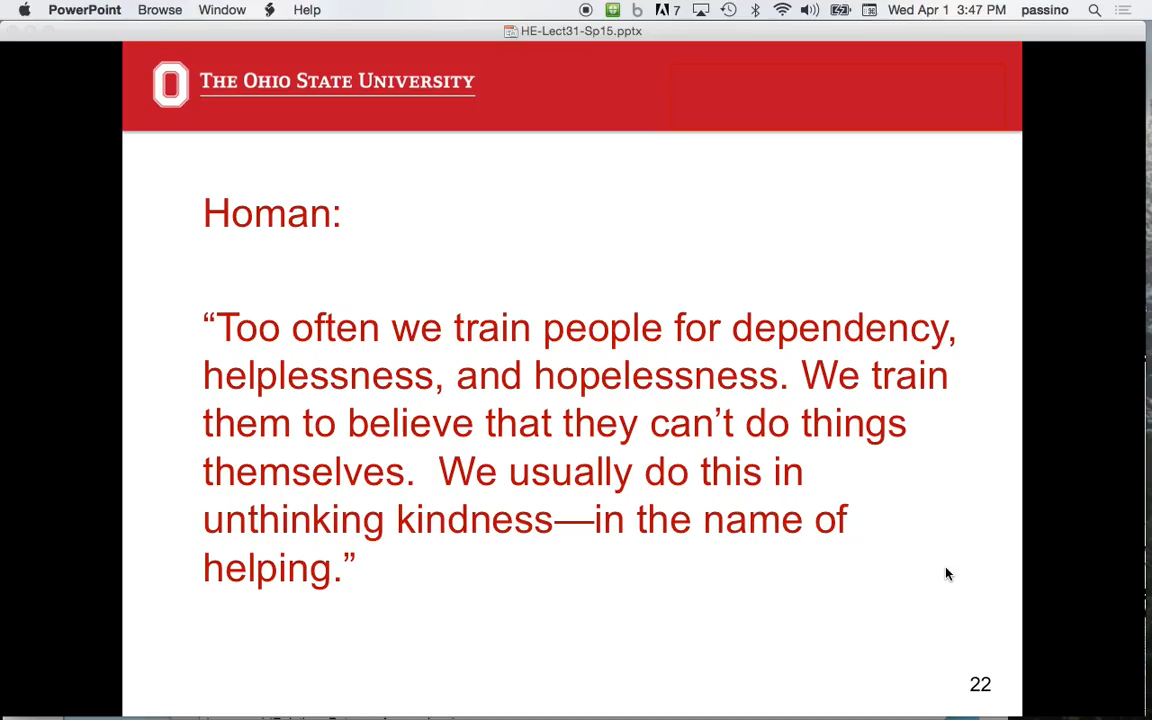 PowerPoint Browse Window Help 7 Wed Apr 1 3:47 PM passino
HE-Lect31-Sp15.pptx
THE OHIO STATE UNIVERSITY
Homan:
“Too often we train people for dependency,
helplessness, and hopelessness. We train
them to believe that they can’t do things
themselves.  We usually do this in
unthinking kindness—in the name of
helping.”
22